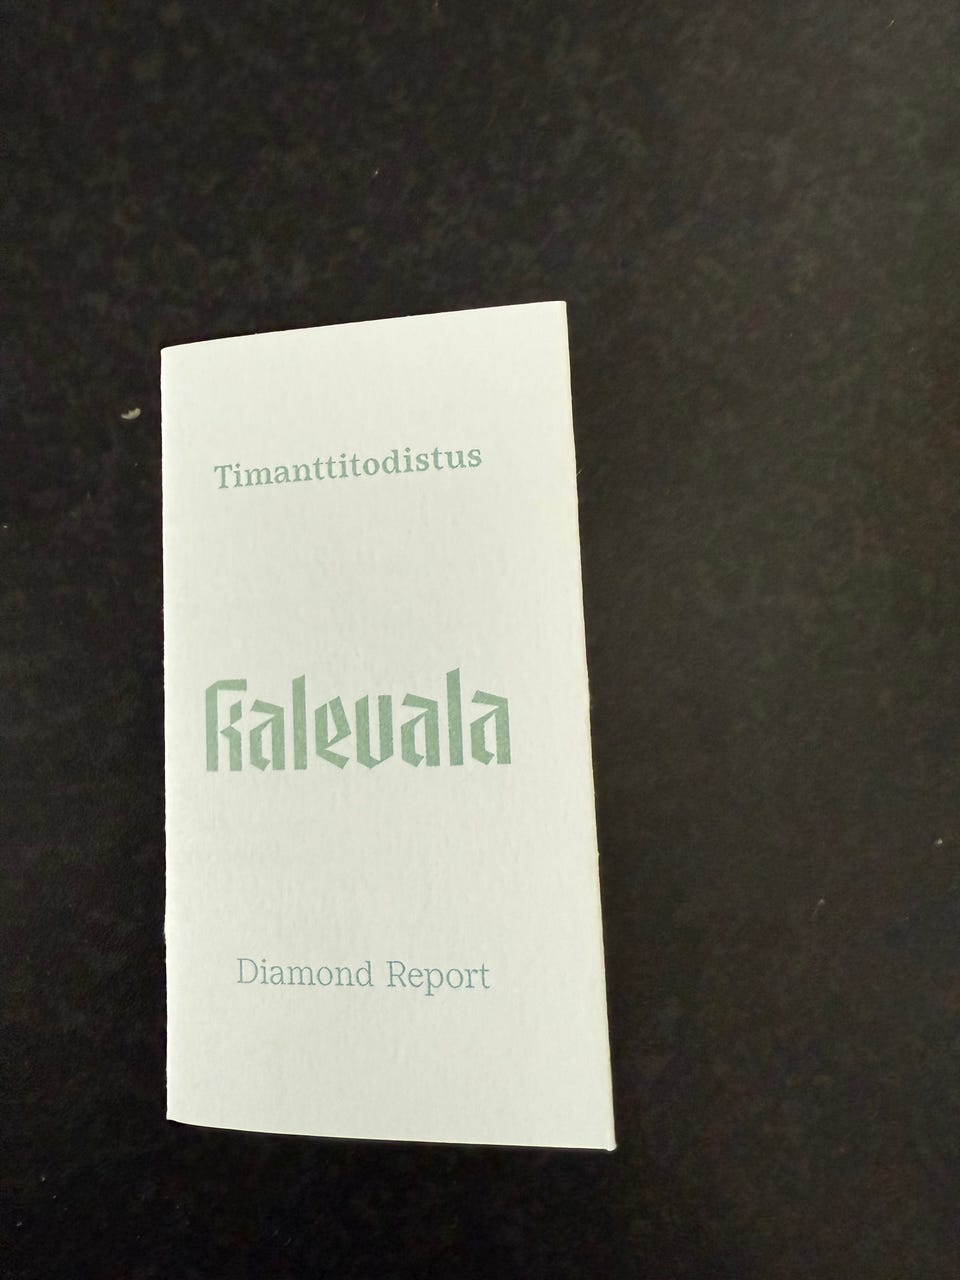 Timanttitodistus
Kalevala
Diamond Report